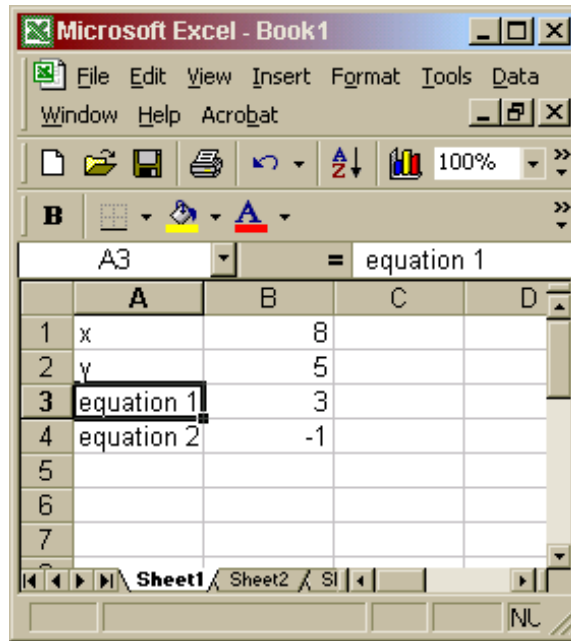 Microsoft Excel - Book1
File Edit View Insert Format Tools Data
Window Help Acrobat
100%
B A
A3 = equation 1
A B C D
1 x 8
2 y 5
3 equation 1 3
4 equation 2 -1
5
6
7
Sheet1 Sheet2